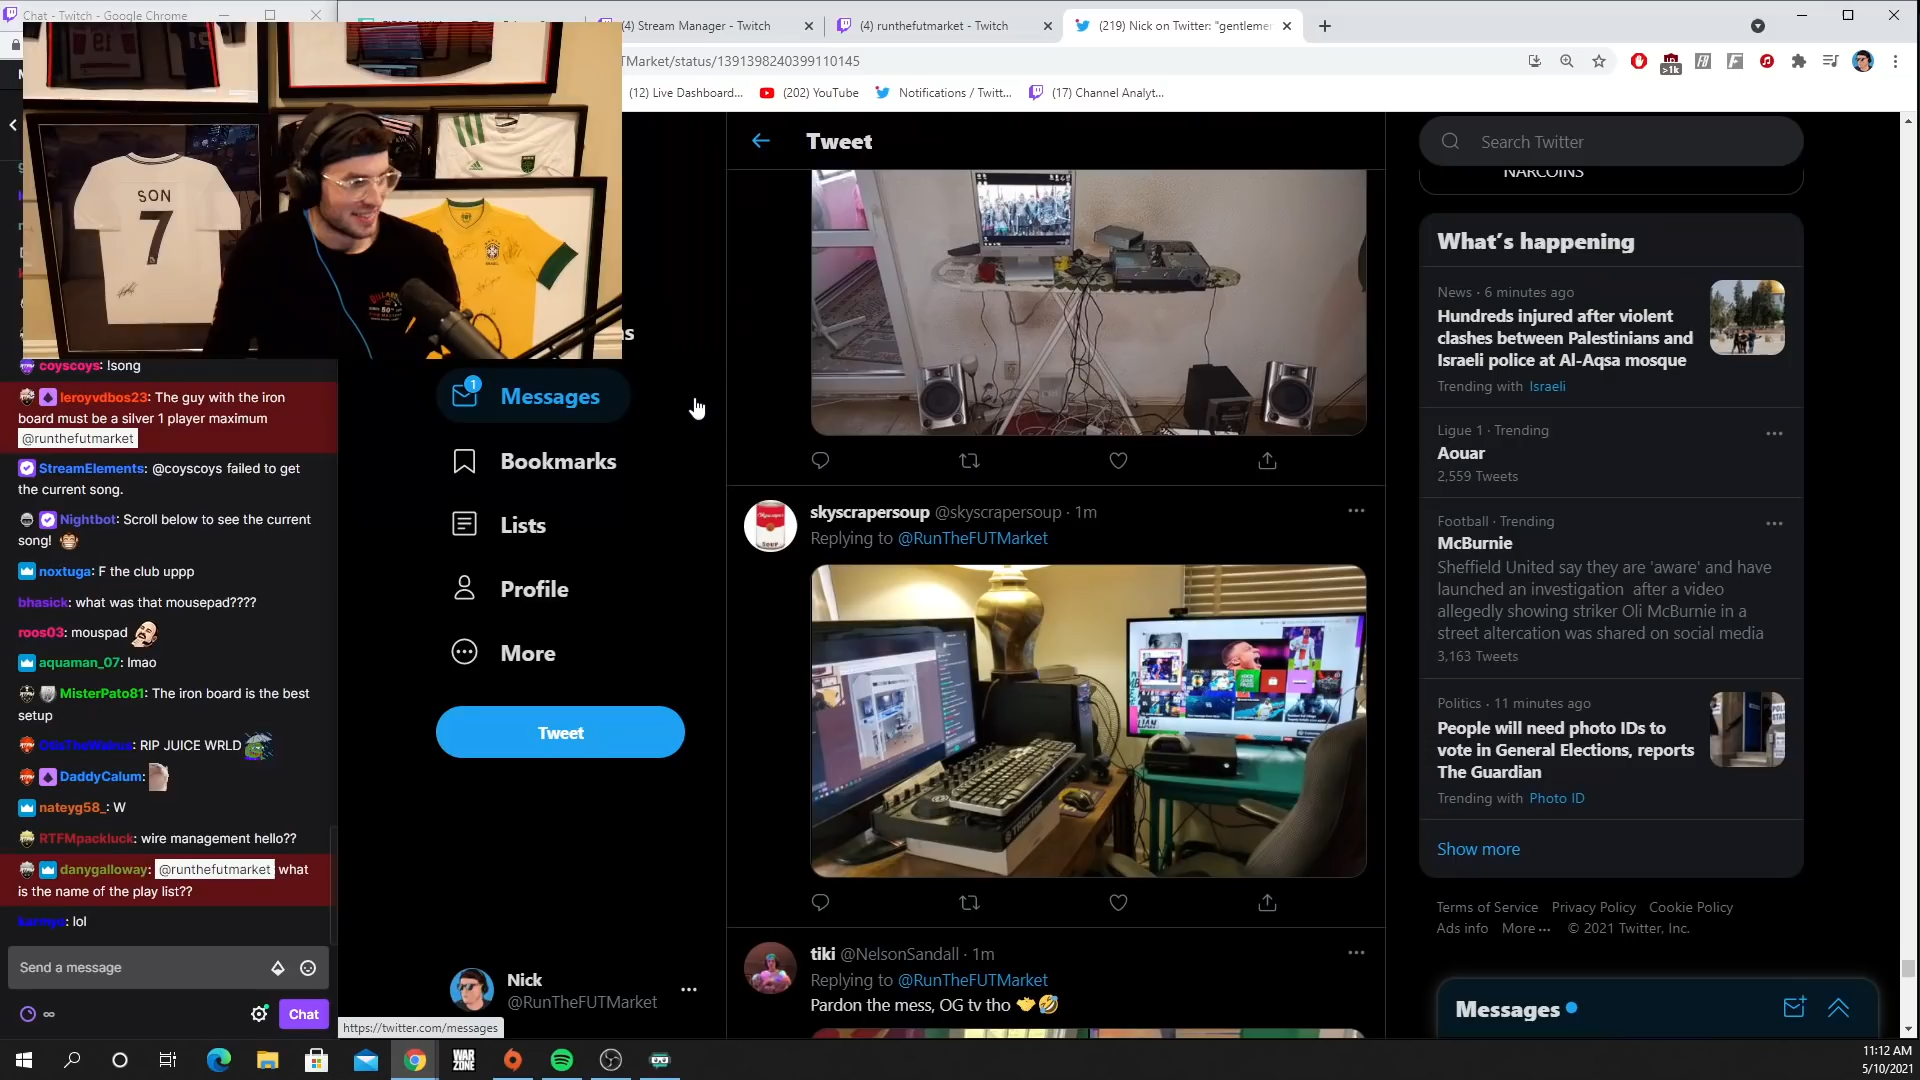 Chat - Twitch - Google Chrome
(4) Stream Manager - Twitch
(4) runthefutmarket - Twitch
(219) Nick on Twitter: "gentlemen
TMarket/status/1391398240399110145
>1k
(12) Live Dashboard...
(202) YouTube
Notifications / Twitt...
(17) Channel Analyt...
SON
7
coyscoys: !song
leroyvdbos23: The guy with the iron
board must be a silver 1 player maximum
@runthefutmarket
StreamElements: @coyscoys failed to get
the current song.
Nightbot: Scroll below to see the current
song!
noxtuga: F the club uppp
bhasick: what was that mousepad????
roos03: mouspad
aquaman_07: lmao
MisterPato81: The iron board is the best
setup
OtisTheWalrus: RIP JUICE WRLD
DaddyCalum:
nateyg58_: W
RTFMpackluck: wire management hello??
danygalloway: @runthefutmarket what
is the name of the play list??
karmyc: lol
Send a message
Chat
1
Messages
Bookmarks
Lists
Profile
More
Tweet
Nick
@RunTheFUTMarket
https://twitter.com/messages
Tweet
skyscrapersoup @skyscrapersoup · 1m
Replying to @RunTheFUTMarket
tiki @NelsonSandall · 1m
Replying to @RunTheFUTMarket
Pardon the mess, OG tv tho
Search Twitter
NARCOINS
What's happening
News · 6 minutes ago
Hundreds injured after violent
clashes between Palestinians and
Israeli police at Al-Aqsa mosque
Trending with Israeli
Ligue 1 · Trending
Aouar
2,559 Tweets
Football · Trending
McBurnie
Sheffield United say they are 'aware' and have
launched an investigation after a video
allegedly showing striker Oli McBurnie in a
street altercation was shared on social media
3,163 Tweets
Politics · 11 minutes ago
People will need photo IDs to
vote in General Elections, reports
The Guardian
Trending with Photo ID
Show more
Terms of Service Privacy Policy Cookie Policy
Ads info More ··· © 2021 Twitter, Inc.
Messages
WAR
ZONE
11:12 AM
5/10/2021